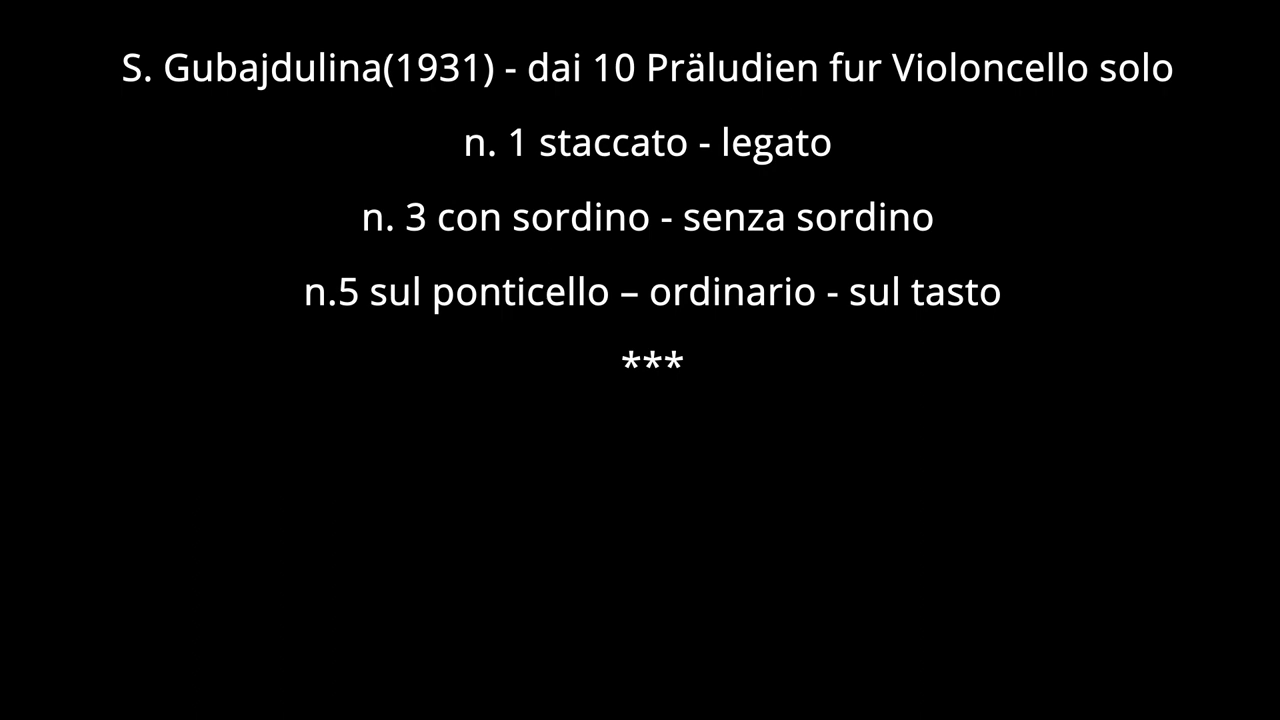 S. Gubajdulina(1931) - dai 10 Präludien fur Violoncello solo
n. 1 staccato - legato
n. 3 con sordino - senza sordino
n.5 sul ponticello – ordinario - sul tasto
***